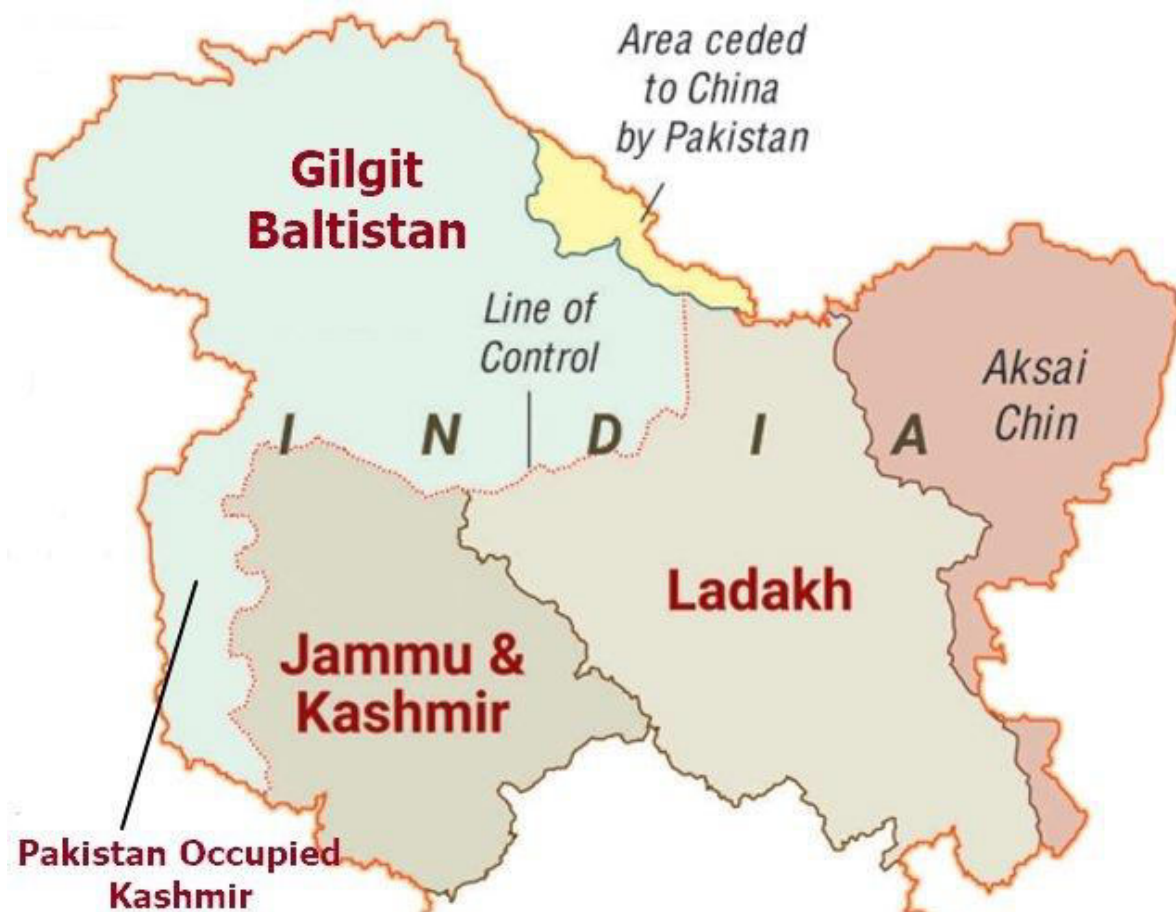 Area ceded
to China
by Pakistan
Gilgit
Baltistan
Line of
Control
Aksai
Chin
I N D I A
Ladakh
Jammu &
Kashmir
Pakistan Occupied
Kashmir